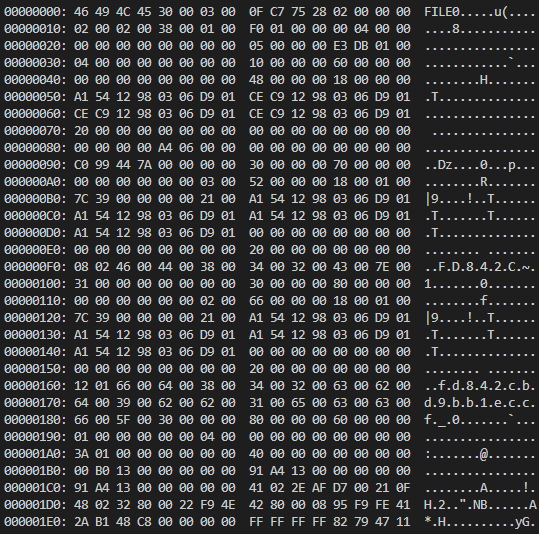 00000000: 46 49 4C 45 30 00 03 00 0F C7 75 28 02 00 00 00 FILE0.....u(....
00000010: 02 00 02 00 38 00 01 00 F0 01 00 00 00 04 00 00 ....8...........
00000020: 00 00 00 00 00 00 00 00 05 00 00 00 E3 DB 01 00 ................
00000030: 04 00 00 00 00 00 00 00 10 00 00 00 60 00 00 00 ............`...
00000040: 00 00 00 00 00 00 00 00 48 00 00 00 18 00 00 00 ........H.......
00000050: A1 54 12 98 03 06 D9 01 CE C9 12 98 03 06 D9 01 .T..............
00000060: CE C9 12 98 03 06 D9 01 CE C9 12 98 03 06 D9 01 ................
00000070: 20 00 00 00 00 00 00 00 00 00 00 00 00 00 00 00  ...............
00000080: 00 00 00 00 A4 06 00 00 00 00 00 00 00 00 00 00 ................
00000090: C0 99 44 7A 00 00 00 00 30 00 00 00 70 00 00 00 ..Dz....0...p...
000000A0: 00 00 00 00 00 00 03 00 52 00 00 00 18 00 01 00 ........R.......
000000B0: 7C 39 00 00 00 00 21 00 A1 54 12 98 03 06 D9 01 |9....!..T......
000000C0: A1 54 12 98 03 06 D9 01 A1 54 12 98 03 06 D9 01 .T.......T......
000000D0: A1 54 12 98 03 06 D9 01 00 00 00 00 00 00 00 00 .T..............
000000E0: 00 00 00 00 00 00 00 00 20 00 00 00 00 00 00 00 ........ .......
000000F0: 08 02 46 00 44 00 38 00 34 00 32 00 43 00 7E 00 ..F.D.8.4.2.C.~.
00000100: 31 00 00 00 00 00 00 00 30 00 00 00 80 00 00 00 1.......0.......
00000110: 00 00 00 00 00 00 02 00 66 00 00 00 18 00 01 00 ........f.......
00000120: 7C 39 00 00 00 00 21 00 A1 54 12 98 03 06 D9 01 |9....!..T......
00000130: A1 54 12 98 03 06 D9 01 A1 54 12 98 03 06 D9 01 .T.......T......
00000140: A1 54 12 98 03 06 D9 01 00 00 00 00 00 00 00 00 .T..............
00000150: 00 00 00 00 00 00 00 00 20 00 00 00 00 00 00 00 ........ .......
00000160: 12 01 66 00 64 00 38 00 34 00 32 00 63 00 62 00 ..f.d.8.4.2.c.b.
00000170: 64 00 39 00 62 00 62 00 31 00 65 00 63 00 63 00 d.9.b.b.1.e.c.c.
00000180: 66 00 5F 00 30 00 00 00 80 00 00 00 60 00 00 00 f._.0.......`...
00000190: 01 00 00 00 00 00 04 00 00 00 00 00 00 00 00 00 ................
000001A0: 3A 01 00 00 00 00 00 00 40 00 00 00 00 00 00 00 :.......@.......
000001B0: 00 B0 13 00 00 00 00 00 91 A4 13 00 00 00 00 00 ................
000001C0: 91 A4 13 00 00 00 00 00 41 02 2E AF D7 00 21 0F ........A.....!.
000001D0: 48 02 32 80 00 22 F9 4E 42 80 00 08 95 F9 FE 41 H.2..".NB......A
000001E0: 2A B1 48 C8 00 00 00 00 FF FF FF FF 82 79 47 11 *.H..........yG.